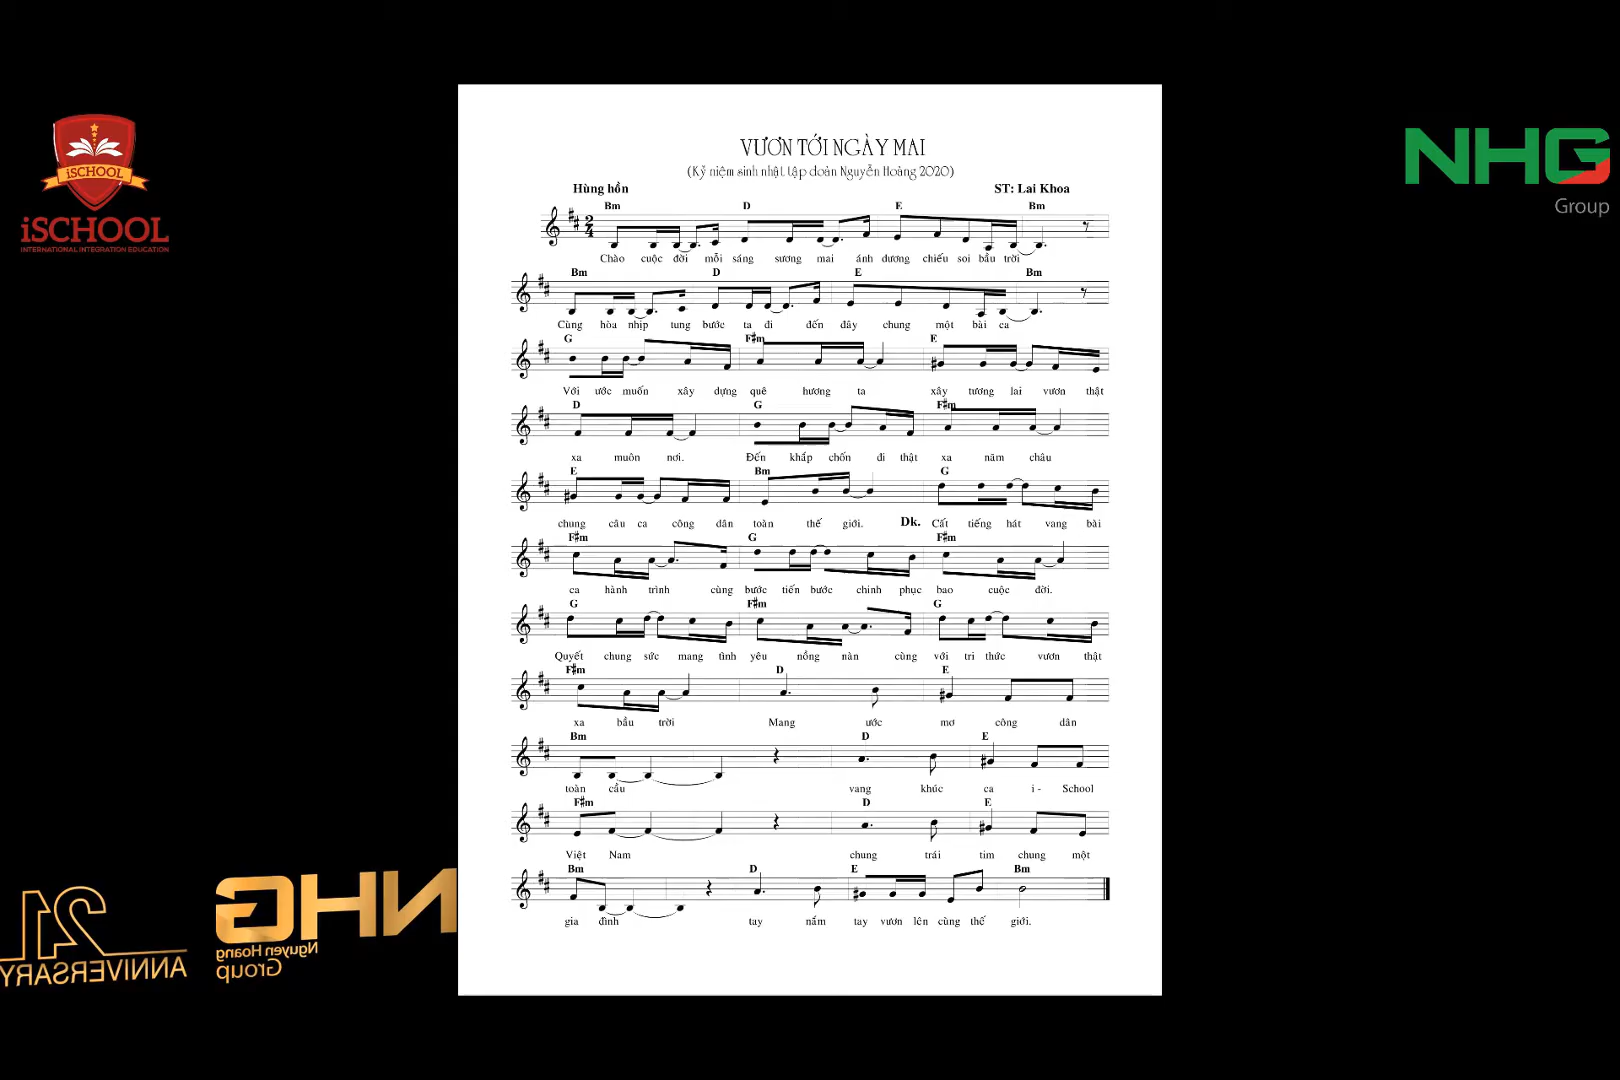 iSCHOOL
iSCHOOL
INTERNATIONAL INTEGRATION EDUCATION
NHG
Group
VƯƠN TỚI NGÀY MAI
(Kỷ niệm sinh nhật tập đoàn Nguyễn Hoàng 2020)
Hùng hồn ST: Lai Khoa
Bm D E Bm
2
4
Chào cuộc đời mỗi sáng sương mai ánh dương chiếu soi bầu trời
Bm D E Bm
Cùng hòa nhịp tung bước ta đi đến đây chung một bài ca
G F#m E
Với ước muốn xây dựng quê hương ta xây tương lai vươn thật
D G F#m
xa muôn nơi. Đến khắp chốn đi thật xa năm châu
E Bm G
chung câu ca công dân toàn thế giới. Dk. Cất tiếng hát vang bài
F#m G F#m
ca hành trình cùng bước tiến bước chinh phục bao cuộc đời.
G F#m G
Quyết chung sức mang tình yêu nồng nàn cùng với tri thức vươn thật
F#m D E
xa bầu trời Mang ước mơ công dân
Bm D E
toàn cầu vang khúc ca i - School
F#m D E
Việt Nam chung trái tim chung một
Bm D E Bm
gia đình tay nắm tay vươn lên cùng thế giới.
21
ANNIVERSARY
NHG
Nguyen Hoang
Group